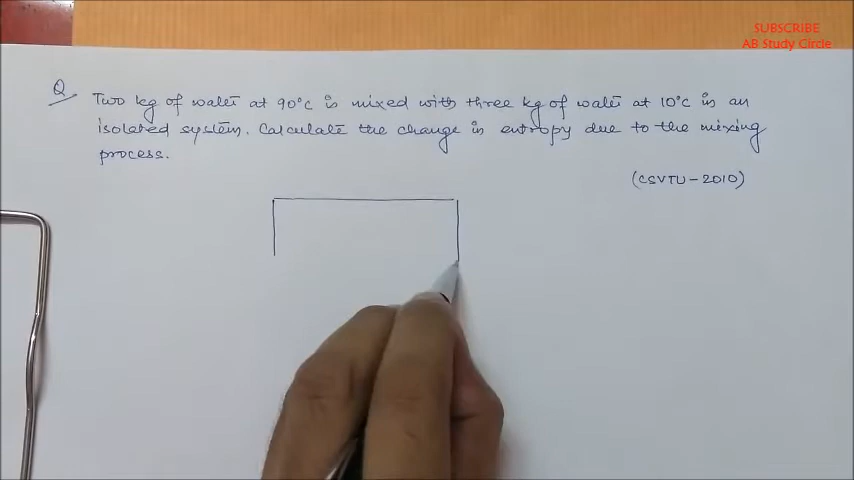 SUBSCRIBE
AB Study Circle
Q Two kg of water at 90°c is mixed with three kg of water at 10°c in an
isolated system. Calculate the change in entropy due to the mixing
process.
(CSVTU-2010)